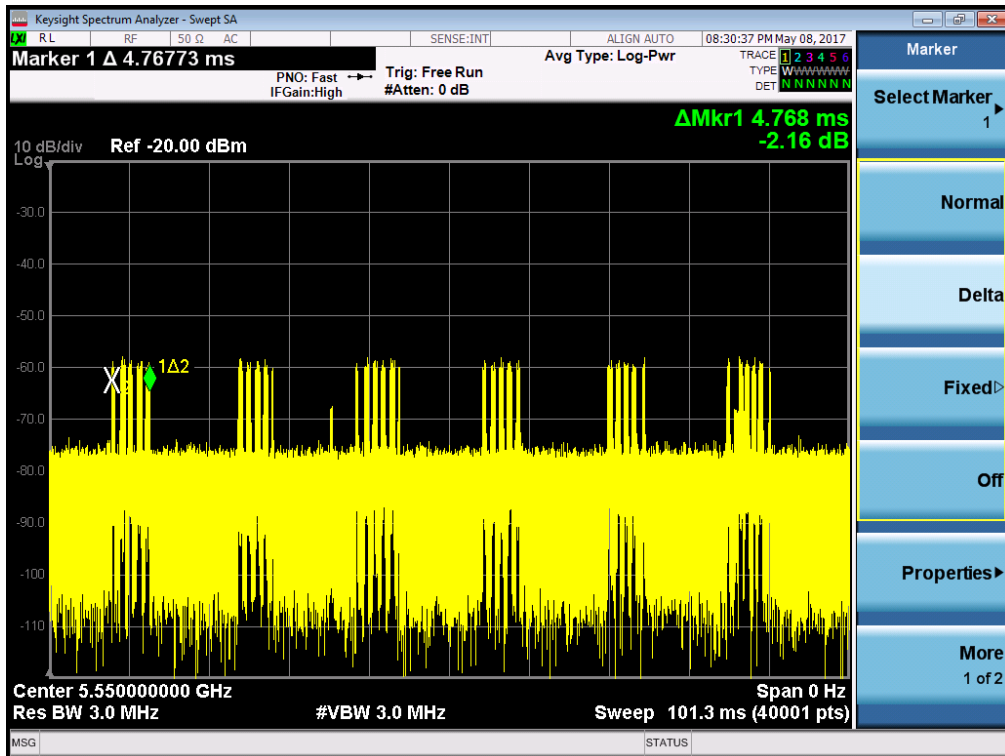 Keysight Spectrum Analyzer - Swept SA
LXI RL RF 50 Ω AC SENSE:INT ALIGN AUTO 08:30:37 PM May 08, 2017
Marker 1 Δ 4.76773 ms
PNO: Fast
IFGain:High
Trig: Free Run
#Atten: 0 dB
Avg Type: Log-Pwr
TRACE 1 2 3 4 5 6
TYPE WWWWWWW
DET N N N N N N
ΔMkr1 4.768 ms
-2.16 dB
10 dB/div Ref -20.00 dBm
Log
-30.0
-40.0
-50.0
-60.0
1Δ2
-70.0
-80.0
-90.0
-100
-110
Center 5.550000000 GHz Span 0 Hz
Res BW 3.0 MHz #VBW 3.0 MHz Sweep 101.3 ms (40001 pts)
MSG STATUS
Marker
Select Marker
1
Normal
Delta
Fixed
Off
Properties
More
1 of 2